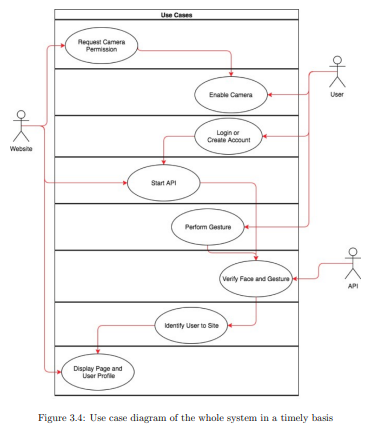 Use Cases
Request Camera
Permission
Enable Camera
User
Login or
Create Account
Website
Start API
Perform Gesture
Verify Face and Gesture
API
Identify User to Site
Display Page and
User Profile
Figure 3.4: Use case diagram of the whole system in a timely basis